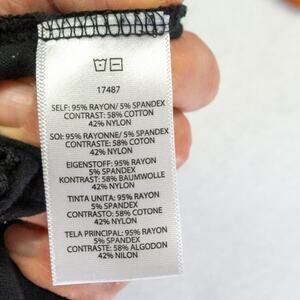 17487
SELF: 95% RAYON/ 5% SPANDEX
CONTRAST: 58% COTTON
42% NYLON
SOI: 95% RAYONNE/ 5% SPANDEX
CONTRASTE: 58% COTON
42% NYLON
EIGENSTOFF: 95% RAYON
5% SPANDEX
KONTRAST: 58% BAUMWOLLE
42% NYLON
TINTA UNITA: 95% RAYON
5% SPANDEX
CONTRASTO: 58% COTONE
42% NYLON
TELA PRINCIPAL: 95% RAYON
5% SPANDEX
CONTRASTE: 58% ALGODON
42% NILON